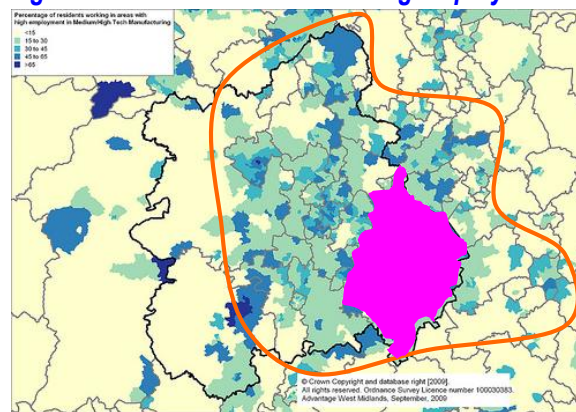 Percentage of residents working in areas with
high employment in Medium/High Tech Manufacturing
<15
15 to 30
30 to 45
45 to 65
>65
© Crown Copyright and database right [2009].
All rights reserved. Ordnance Survey Licence number 100030383.
Advantage West Midlands, September, 2009